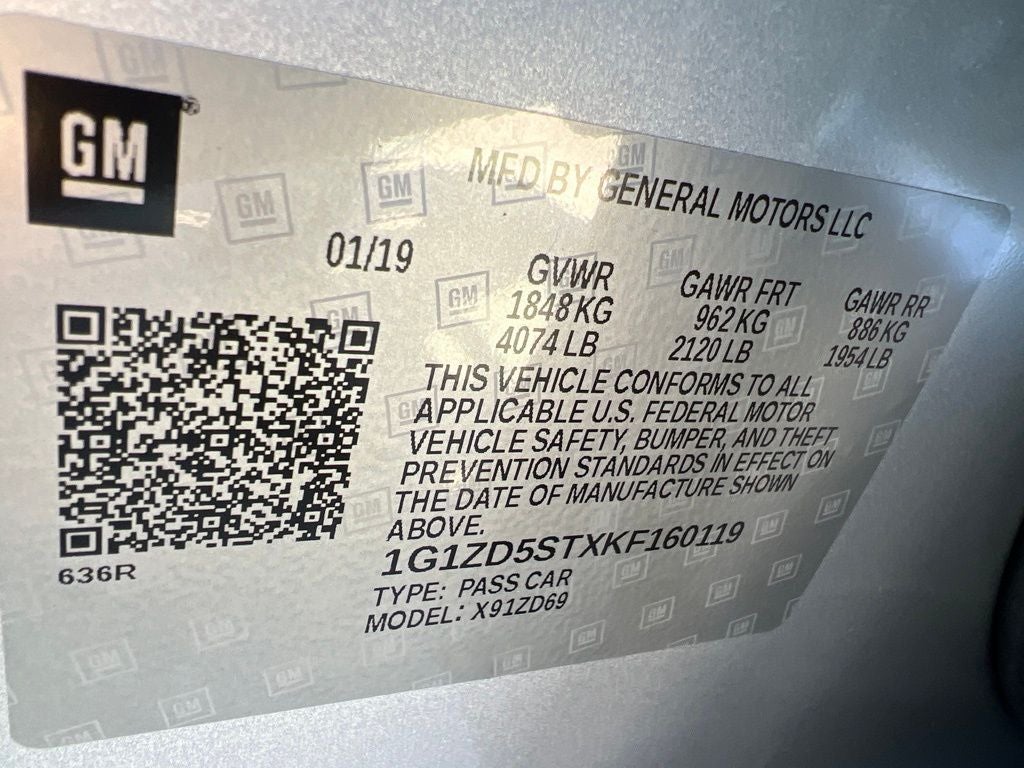 GM
MFD BY GENERAL MOTORS LLC
01/19
GVWR GAWR FRT GAWR RR
1848 KG 962 KG 886 KG
4074 LB 2120 LB 1954 LB
THIS VEHICLE CONFORMS TO ALL
APPLICABLE U.S. FEDERAL MOTOR
VEHICLE SAFETY, BUMPER, AND THEFT
PREVENTION STANDARDS IN EFFECT ON
THE DATE OF MANUFACTURE SHOWN
ABOVE.
1G1ZD5STXKF160119
TYPE: PASS CAR
MODEL: X91ZD69
636R